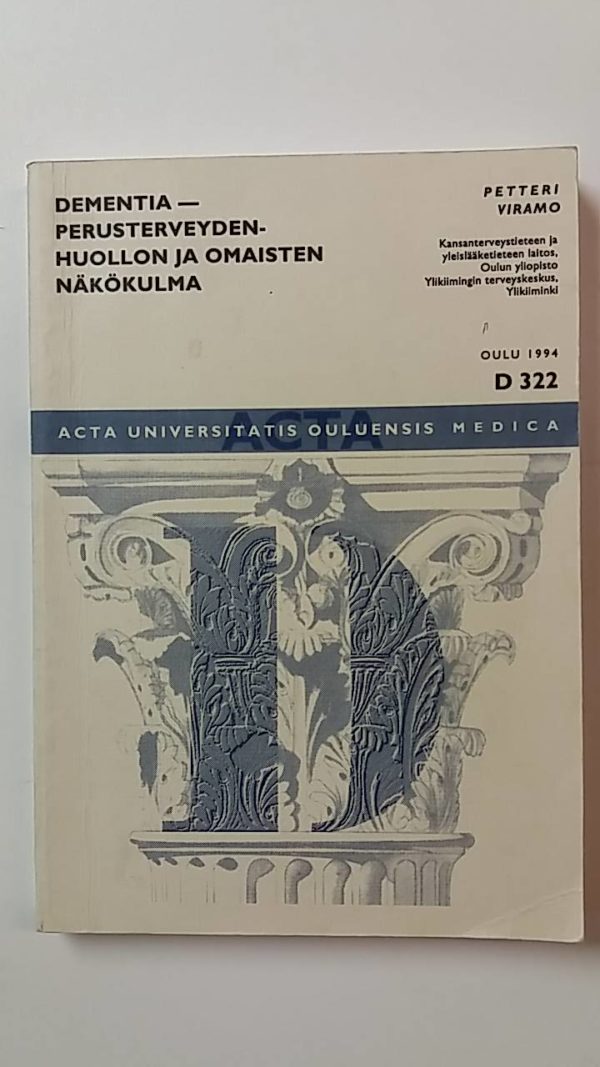 DEMENTIA —
PERUSTERVEYDEN-
HUOLLON JA OMAISTEN
NÄKÖKULMA
PETTERI
VIRAMO
Kansanterveystieteen ja
yleislääketieteen laitos,
Oulun yliopisto
Ylikiimingin terveyskeskus,
Ylikiiminki
OULU 1994
D 322
ACTA
ACTA UNIVERSITATIS OULUENSIS MEDICA
D